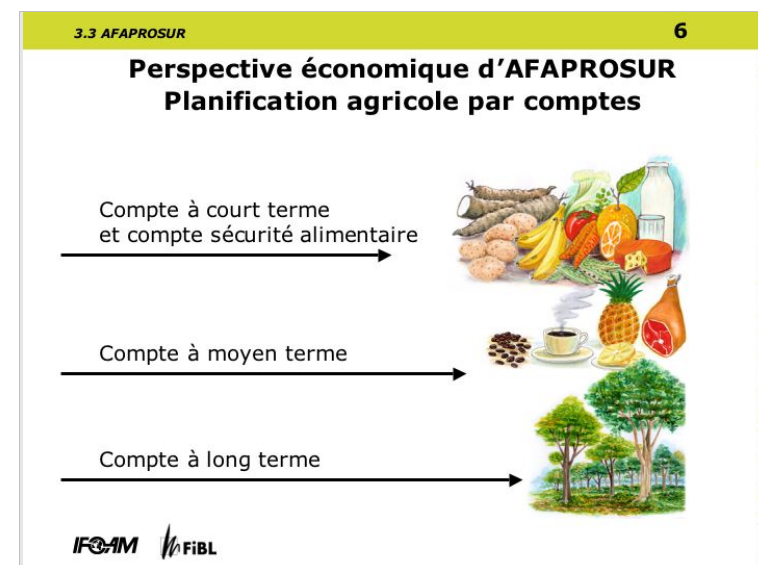 3.3 AFAPROSUR
6
Perspective économique d’AFAPROSUR
Planification agricole par comptes
Compte à court terme
et compte sécurité alimentaire
Compte à moyen terme
Compte à long terme
IFOAM
FiBL